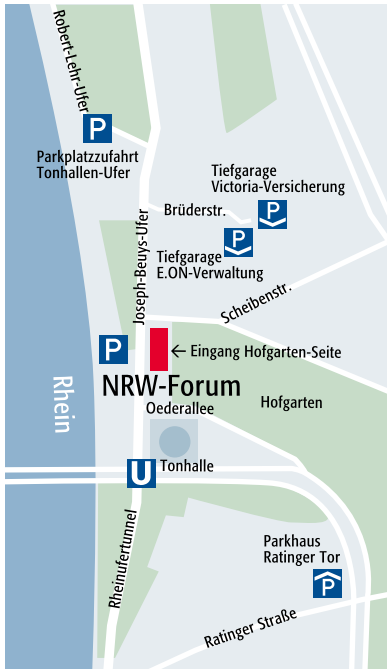 Robert-Lehr-Ufer
P
Parkplatzzufahrt
Tonhallen-Ufer
Tiefgarage
Victoria-Versicherung
P
Brüderstr.
P
Tiefgarage
E.ON-Verwaltung
Joseph-Beuys-Ufer
Scheibenstr.
P
← Eingang Hofgarten-Seite
NRW-Forum
Rhein
Oederallee
Hofgarten
U
Tonhalle
Rheinufertunnel
Parkhaus
Ratinger Tor
P
Ratinger Straße